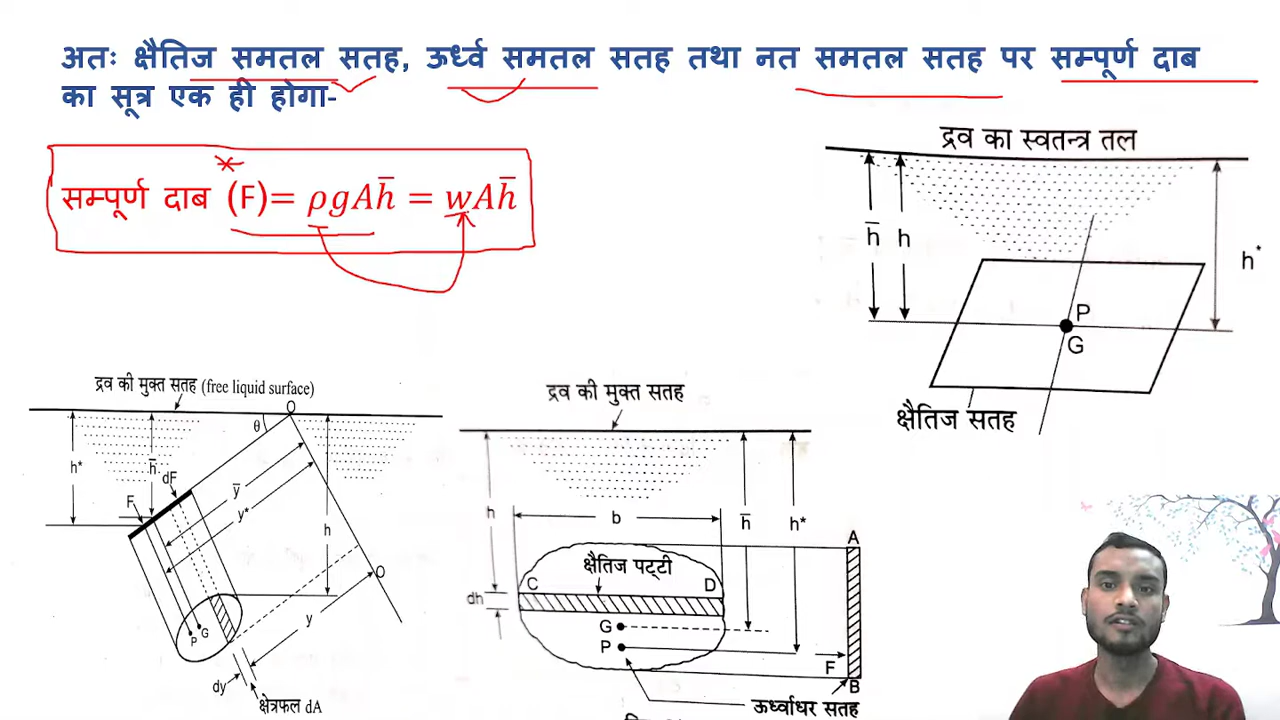 अतः क्षैतिज समतल सतह, ऊर्ध्व समतल सतह तथा नत समतल सतह पर सम्पूर्ण दाब
का सूत्र एक ही होगा-
सम्पूर्ण दाब (F)= ρgAh̅ = wAh̅
द्रव का स्वतन्त्र तल
h̅ h h*
P
G
क्षैतिज सतह
द्रव की मुक्त सतह (free liquid surface)
O
θ
h* h̅ dF
F
y̅
y*
h
O
y
P G
dy
क्षेत्रफल dA
द्रव की मुक्त सतह
h b h̅ h*
A
क्षैतिज पट्टी
C D
dh
G
P
F
B
ऊर्ध्वाधर सतह